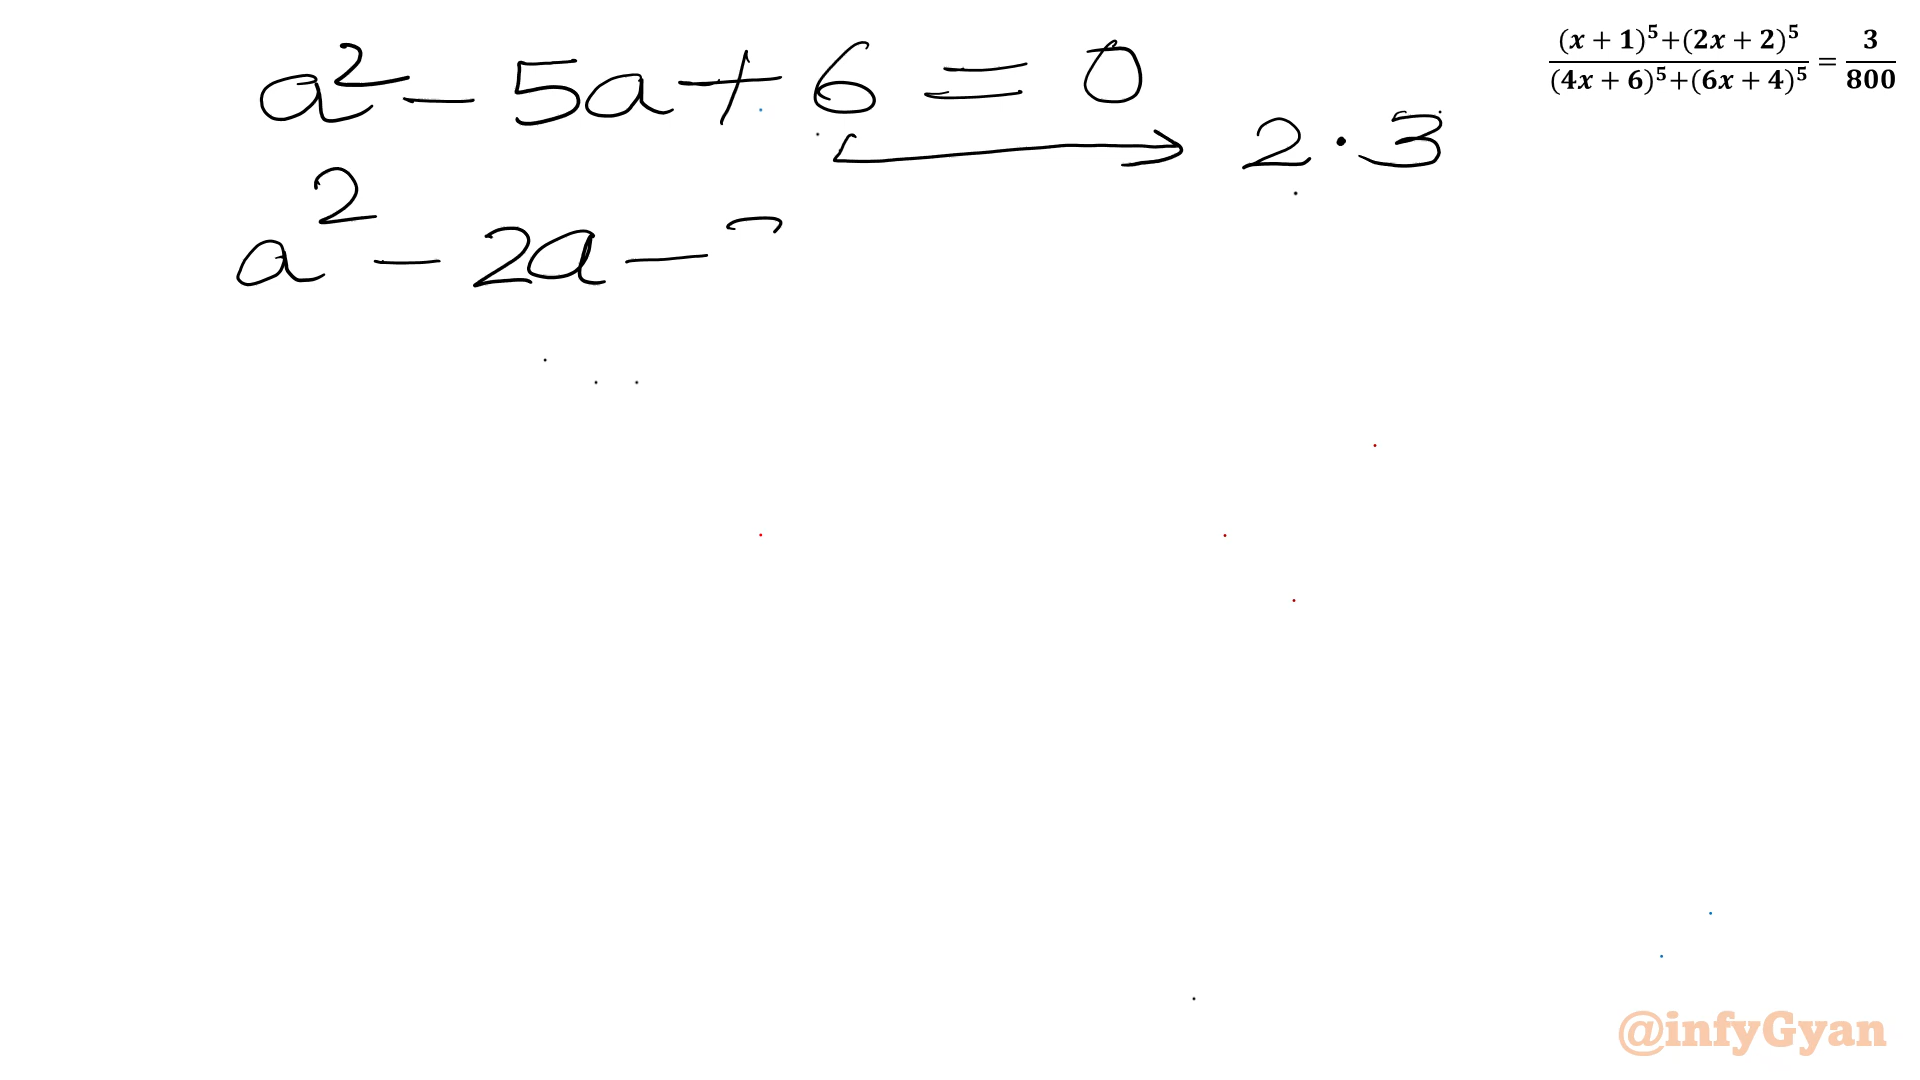 a² - 5a + 6 = 0
(x + 1)⁵+(2x + 2)⁵ / (4x + 6)⁵+(6x + 4)⁵ = 3/800
2 · 3
a² - 2a -
@infyGyan